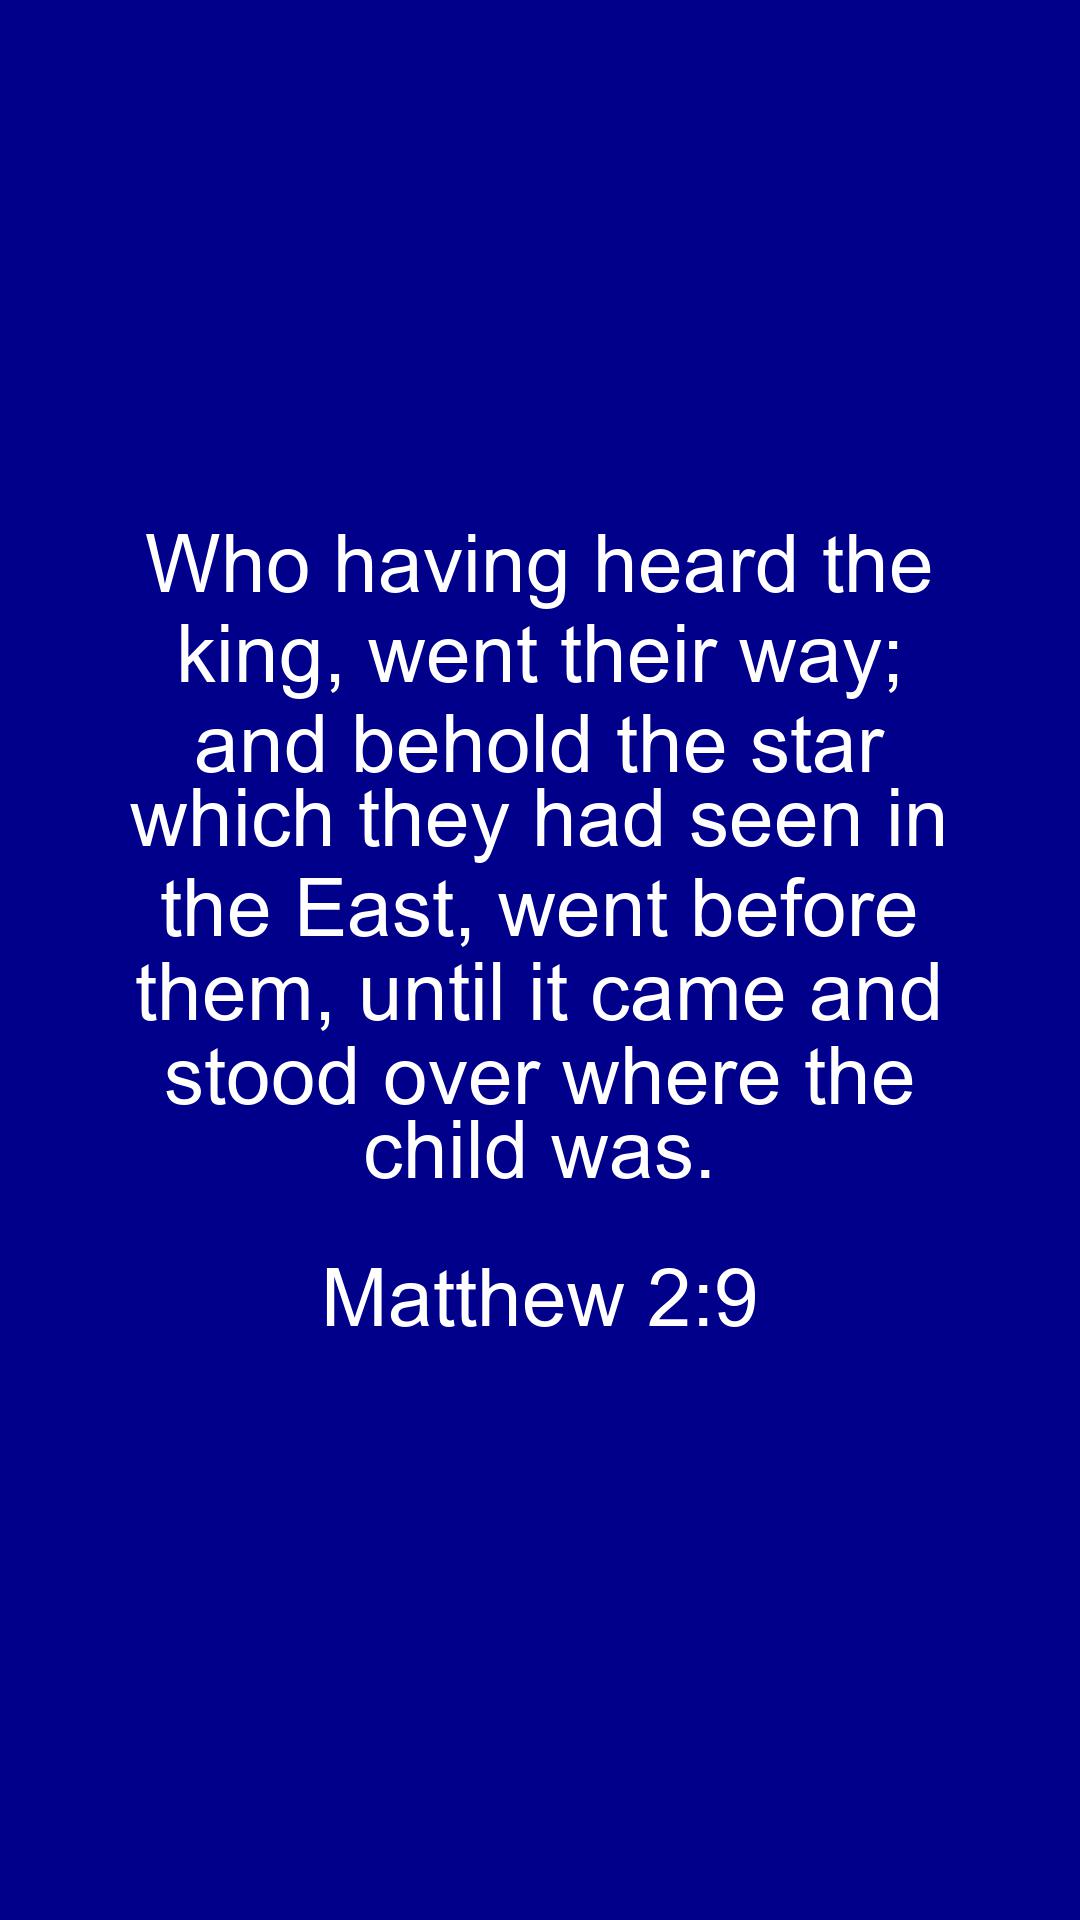 Who having heard the
king, went their way;
and behold the star
which they had seen in
the East, went before
them, until it came and
stood over where the
child was.
Matthew 2:9